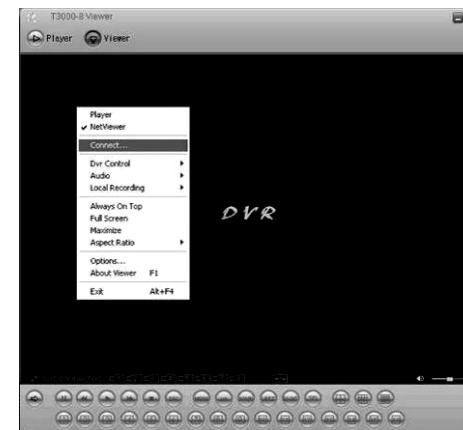 T3000-8 Viewer
Player Viewer
Player
NetViewer
Connect...
Dvr Control
Audio
Local Recording
Always On Top
Full Screen
Maximize
Aspect Ratio
Options...
About Viewer F1
Exit Alt+F4
DVR